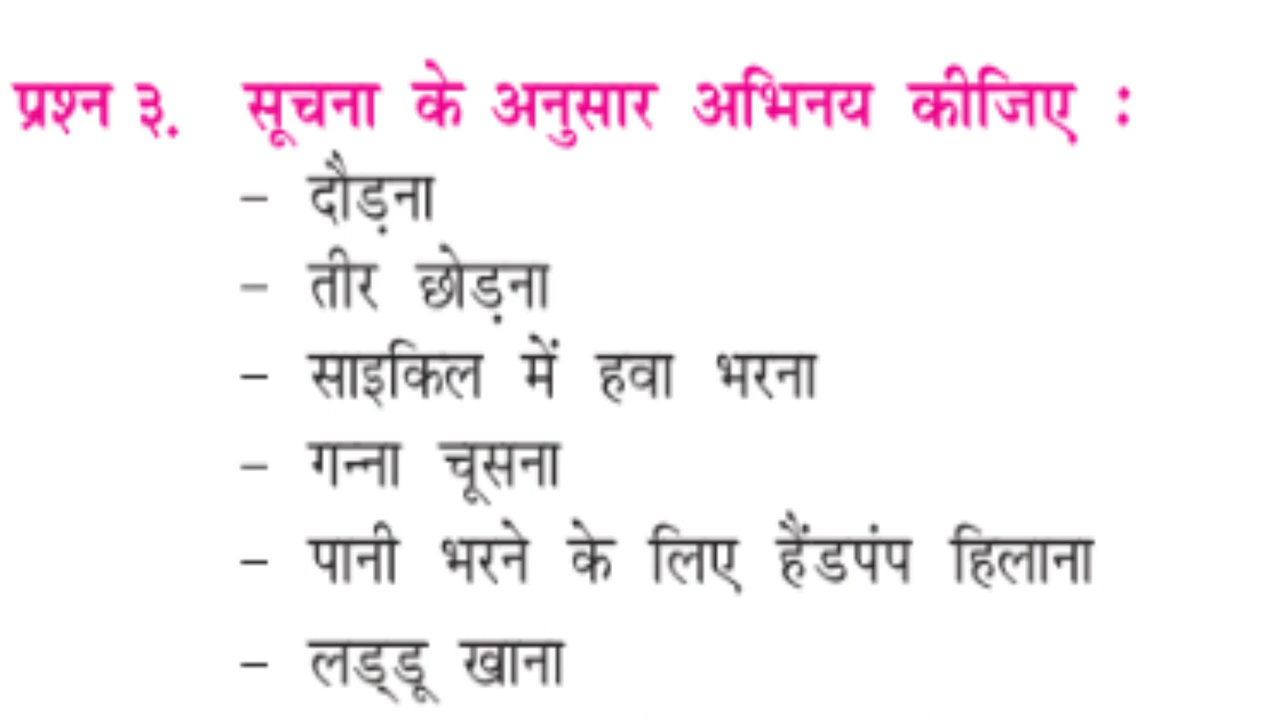 प्रश्न ३. सूचना के अनुसार अभिनय कीजिए :
– दौड़ना
– तीर छोड़ना
– साइकिल में हवा भरना
– गन्ना चूसना
– पानी भरने के लिए हैंडपंप हिलाना
– लड्डू खाना